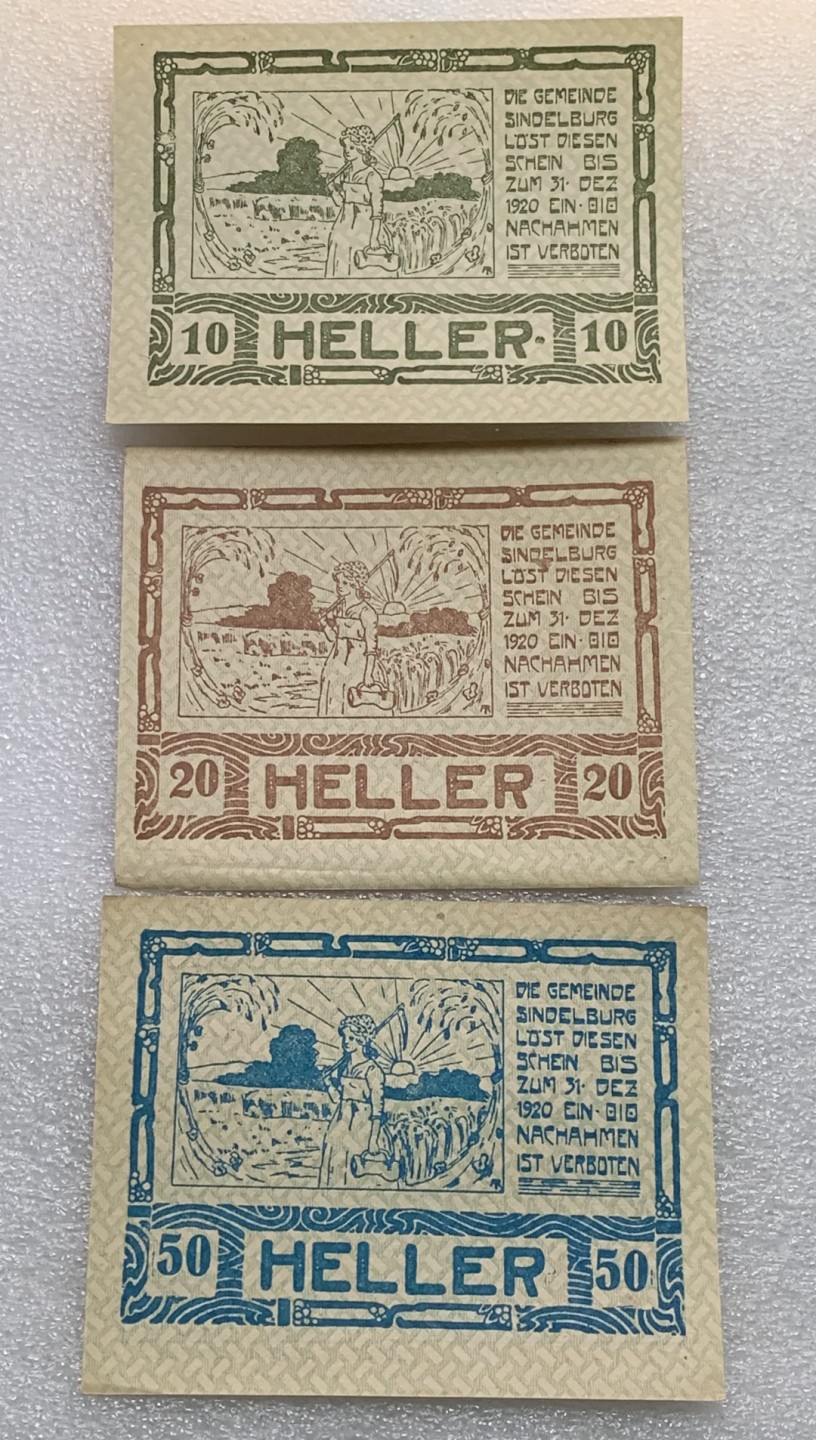 DIE GEMEINDE
SINDELBURG
LÖST DIESEN
SCHEIN BIS
ZUM 31· DEZ
1920 EIN·
NACHAHMEN
IST VERBOTEN
10 HELLER· 10
DIE GEMEINDE
SINDELBURG
LÖST DIESEN
SCHEIN BIS
ZUM 31· DEZ
1920 EIN·
NACHAHMEN
IST VERBOTEN
20 HELLER 20
DIE GEMEINDE
SINDELBURG
LÖST DIESEN
SCHEIN BIS
ZUM 31· DEZ
1920 EIN·
NACHAHMEN
IST VERBOTEN
50 HELLER 50